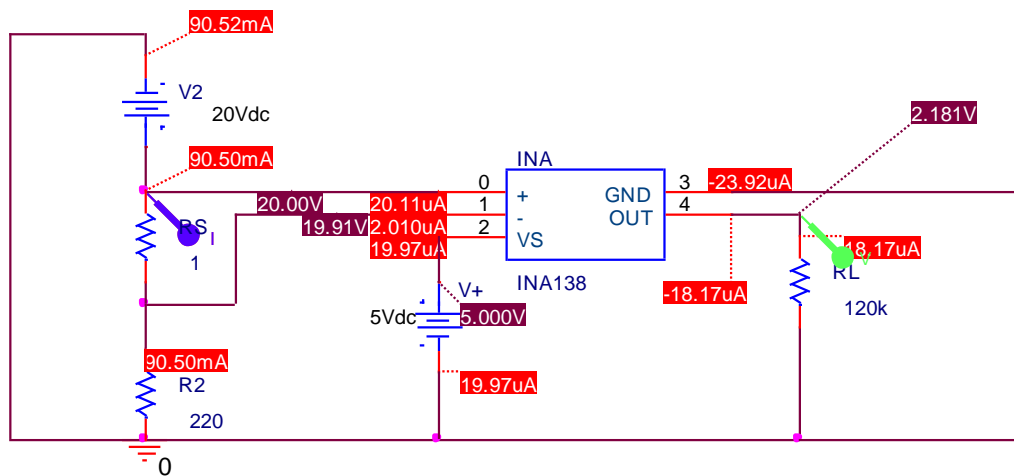 90.52mA
V2
20Vdc
2.181V
90.50mA
INA
0
1
2
+
-
VS
GND
OUT
3
4
-23.92uA
20.00V
20.11uA
19.91V
2.010uA
19.97uA
RS
I
1
INA138
-18.17uA
18.17uA
V
RL
120k
V+
5Vdc
5.000V
90.50mA
R2
220
19.97uA
0